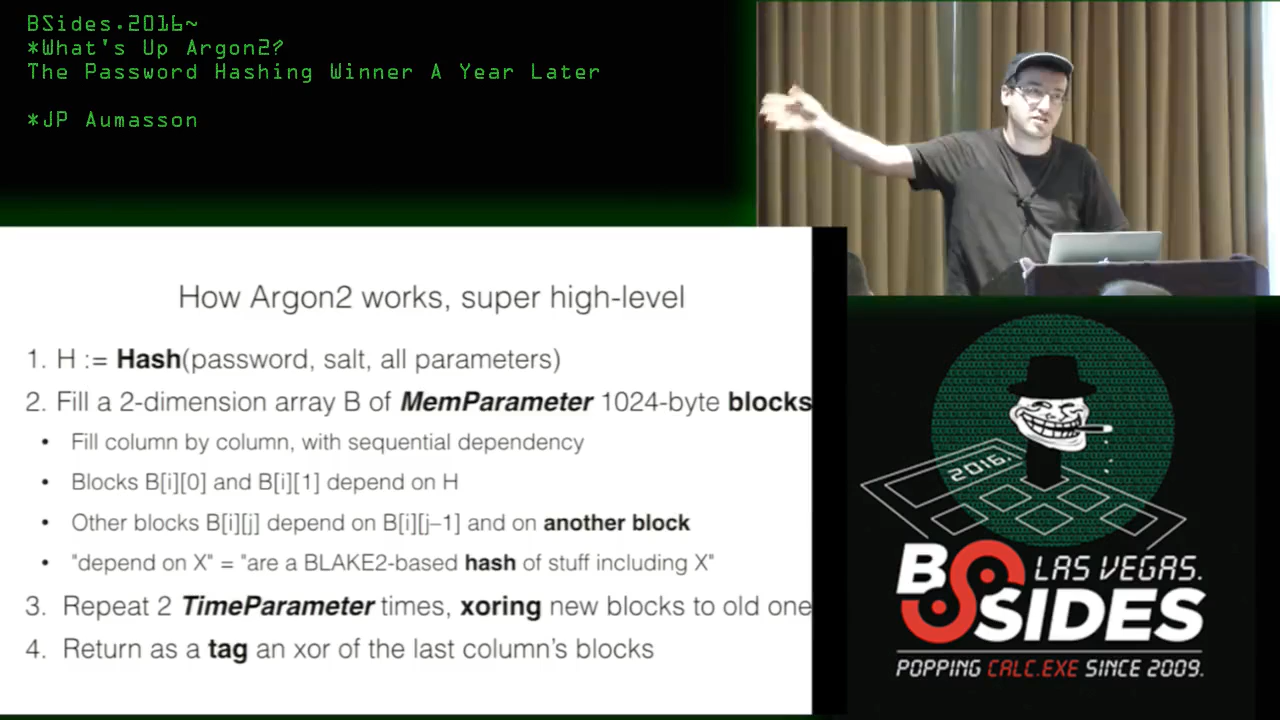 BSides.2016~
*What's Up Argon2?
The Password Hashing Winner A Year Later
*JP Aumasson
How Argon2 works, super high-level
1. H := Hash(password, salt, all parameters)
2. Fill a 2-dimension array B of MemParameter 1024-byte blocks
• Fill column by column, with sequential dependency
• Blocks B[i][0] and B[i][1] depend on H
• Other blocks B[i][j] depend on B[i][j–1] and on another block
• "depend on X" = "are a BLAKE2-based hash of stuff including X"
3. Repeat 2 TimeParameter times, xoring new blocks to old one
4. Return as a tag an xor of the last column's blocks
2016.
BSIDES
LAS VEGAS.
POPPING CALC.EXE SINCE 2009.